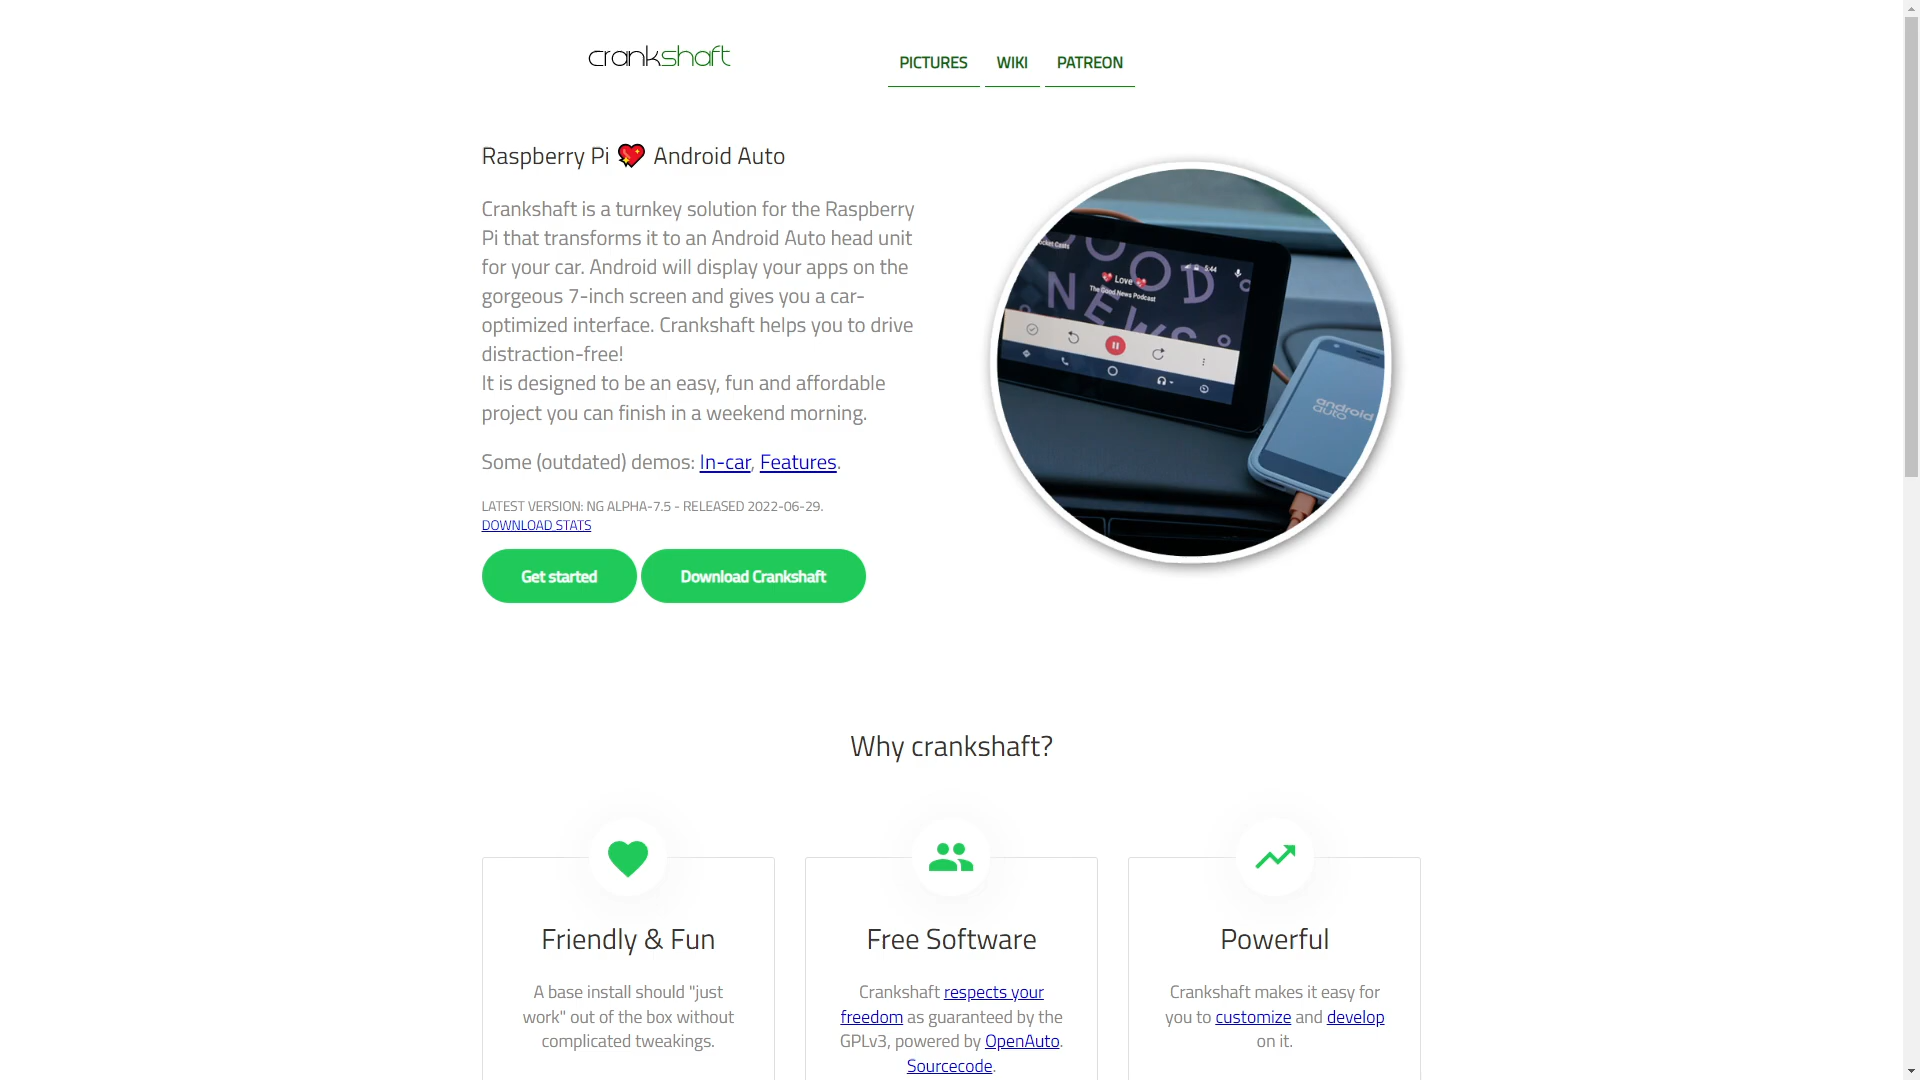 crankshaft
PICTURES
WIKI
PATREON
Raspberry Pi 💖 Android Auto
Crankshaft is a turnkey solution for the Raspberry
Pi that transforms it to an Android Auto head unit
for your car. Android will display your apps on the
gorgeous 7-inch screen and gives you a car-
optimized interface. Crankshaft helps you to drive
distraction-free!
It is designed to be an easy, fun and affordable
project you can finish in a weekend morning.
Some (outdated) demos: In-car, Features.
LATEST VERSION: NG ALPHA-7.5 - RELEASED 2022-06-29.
DOWNLOAD STATS
Get started
Download Crankshaft
5:44
Love
The Good News Podcast
NEWS
android
auto
Why crankshaft?
Friendly & Fun
A base install should "just
work" out of the box without
complicated tweakings.
Free Software
Crankshaft respects your
freedom as guaranteed by the
GPLv3, powered by OpenAuto.
Sourcecode.
Powerful
Crankshaft makes it easy for
you to customize and develop
on it.